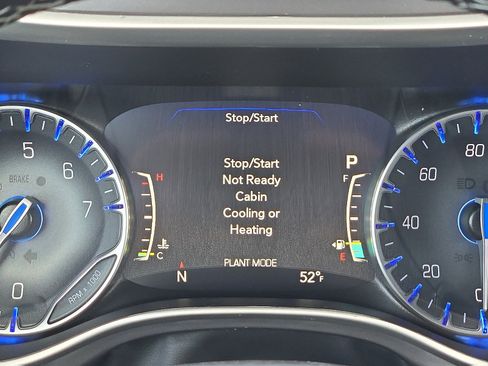 Stop/Start
Stop/Start
Not Ready
Cabin
Cooling or
Heating
PLANT MODE
N
52°F
P
H
C
F
E
5
6
7
0
BRAKE
RPM x 1000
80
60
40
20
0